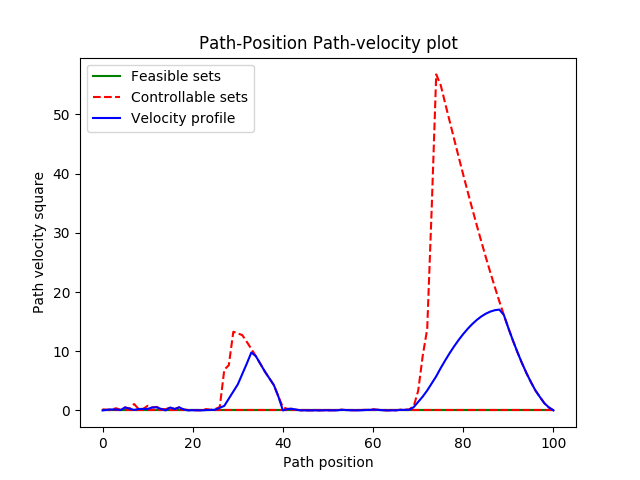 Path-Position Path-velocity plot
Feasible sets
Controllable sets
Velocity profile
Path velocity square
50
40
30
20
10
0
0 20 40 60 80 100
Path position